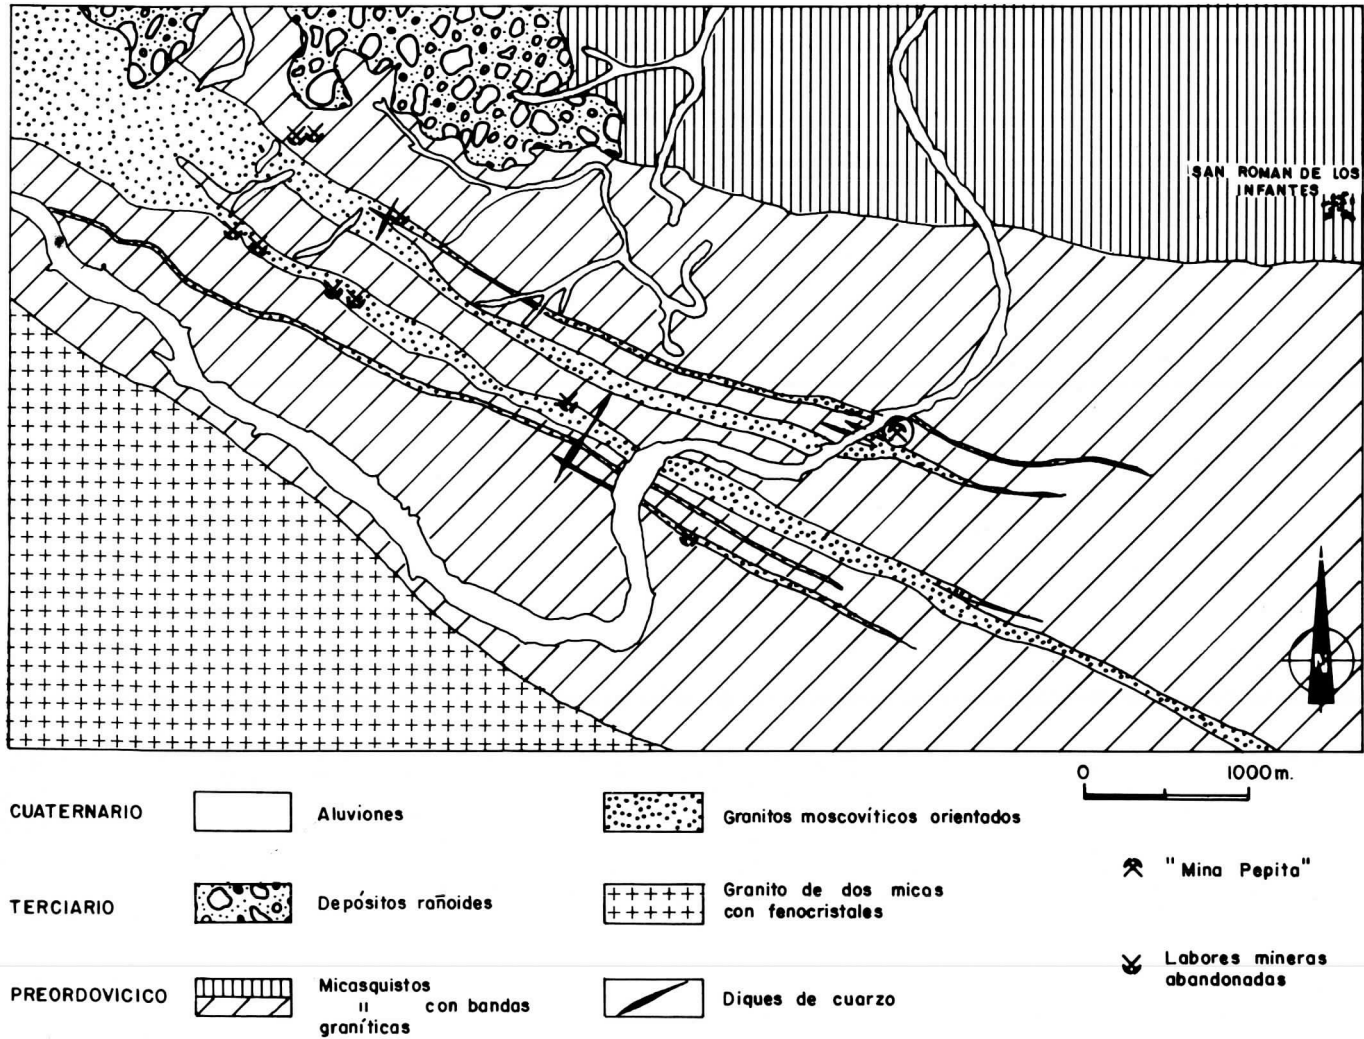 SAN ROMAN DE LOS
INFANTES
N
0 1000m.
CUATERNARIO
Aluviones
Granitos moscovíticos orientados
"Mina Pepita"
TERCIARIO
Depósitos rañoides
Granito de dos micas
con fenocristales
Labores mineras
abandonadas
PREORDOVICICO
Micasquistos
" con bandas
graníticas
Diques de cuarzo